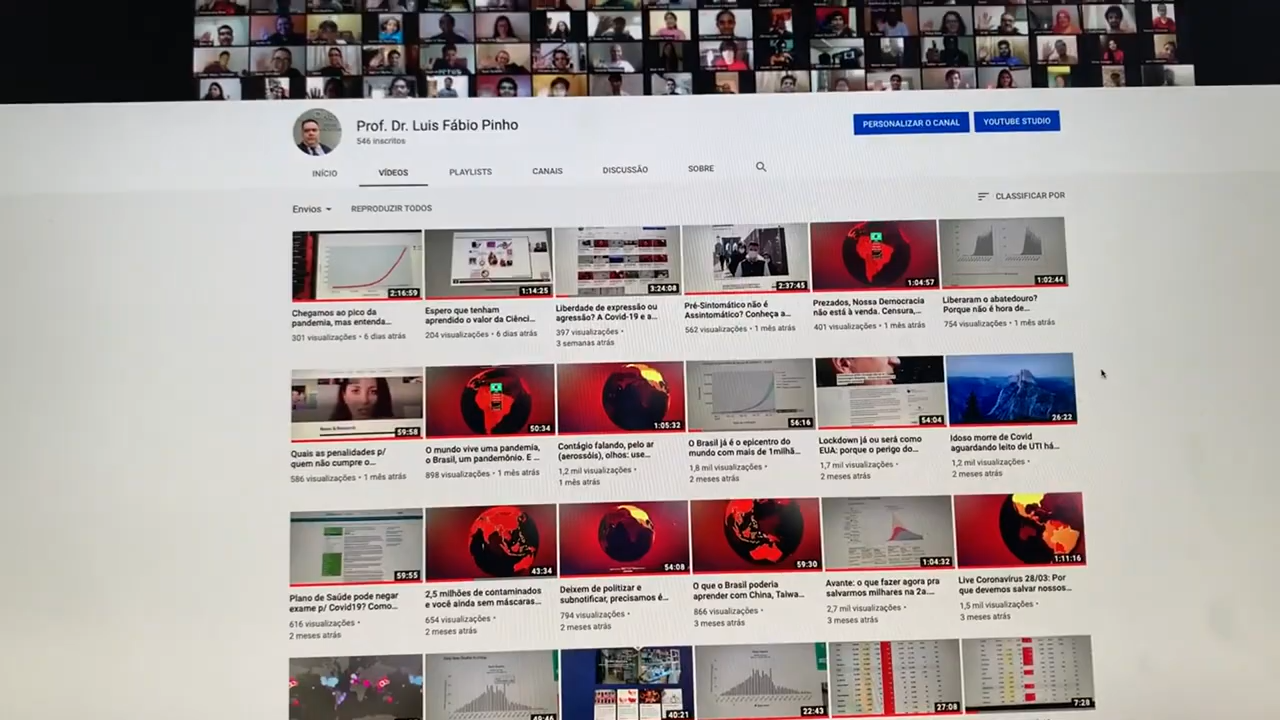 Prof. Dr. Luis Fábio Pinho
546 inscritos
PERSONALIZAR O CANAL
YOUTUBE STUDIO
INÍCIO
VÍDEOS
PLAYLISTS
CANAIS
DISCUSSÃO
SOBRE
Envios
REPRODUZIR TODOS
CLASSIFICAR POR
2:16:59
1:14:25
3:24:08
2:37:45
1:04:57
1:02:44
Chegamos ao pico da
pandemia, mas entenda...
301 visualizações • 6 dias atrás
Espero que tenham
aprendido o valor da Ciênci...
204 visualizações • 6 dias atrás
Liberdade de expressão ou
agressão? A Covid-19 e a...
397 visualizações •
3 semanas atrás
Pré-Sintomático não é
Assintomático? Conheça a...
562 visualizações • 1 mês atrás
Prezados, Nossa Democracia
não está à venda. Censura,...
401 visualizações • 1 mês atrás
Liberaram o abatedouro?
Porque não é hora de...
754 visualizações • 1 mês atrás
59:58
50:34
1:05:32
56:16
54:04
26:22
Quais as penalidades p/
quem não cumpre o...
586 visualizações • 1 mês atrás
O mundo vive uma pandemia,
o Brasil, um pandemônio. E ...
898 visualizações • 1 mês atrás
Contágio falando, pelo ar
(aerossóis), olhos: use...
1,2 mil visualizações •
1 mês atrás
O Brasil já é o epicentro do
mundo com mais de 1milhã...
1,8 mil visualizações •
2 meses atrás
Lockdown já ou será como
EUA: porque o perigo do...
1,7 mil visualizações •
2 meses atrás
Idoso morre de Covid
aguardando leito de UTI há...
1,2 mil visualizações •
2 meses atrás
59:55
43:34
54:08
59:30
1:04:32
1:11:16
Plano de Saúde pode negar
exame p/ Covid19? Como...
616 visualizações •
2 meses atrás
2,5 milhões de contaminados
e você ainda sem máscaras...
654 visualizações •
2 meses atrás
Deixem de politizar e
subnotificar, precisamos é...
794 visualizações •
2 meses atrás
O que o Brasil poderia
aprender com China, Taiwa...
866 visualizações •
3 meses atrás
Avante: o que fazer agora pra
salvarmos milhares na 2a....
2,7 mil visualizações •
3 meses atrás
Live Coronavírus 28/03: Por
que devemos salvar nossos...
1,5 mil visualizações •
3 meses atrás
49:46
40:21
22:43
27:08
7:28